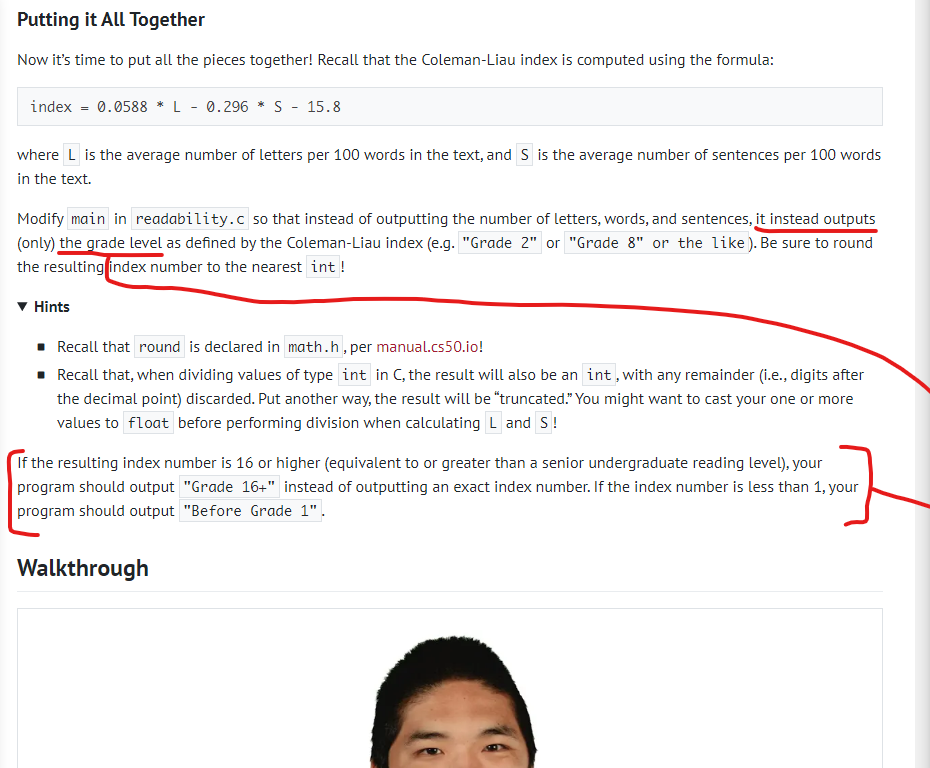 Putting it All Together
Now it’s time to put all the pieces together! Recall that the Coleman-Liau index is computed using the formula:
index = 0.0588 * L - 0.296 * S - 15.8
where L is the average number of letters per 100 words in the text, and S is the average number of sentences per 100 words
in the text.
Modify main in readability.c so that instead of outputting the number of letters, words, and sentences, it instead outputs
(only) the grade level as defined by the Coleman-Liau index (e.g. "Grade 2" or "Grade 8" or the like). Be sure to round
the resulting index number to the nearest int!
▼ Hints
■ Recall that round is declared in math.h, per manual.cs50.io!
■ Recall that, when dividing values of type int in C, the result will also be an int, with any remainder (i.e., digits after
the decimal point) discarded. Put another way, the result will be “truncated.” You might want to cast your one or more
values to float before performing division when calculating L and S!
If the resulting index number is 16 or higher (equivalent to or greater than a senior undergraduate reading level), your
program should output "Grade 16+" instead of outputting an exact index number. If the index number is less than 1, your
program should output "Before Grade 1".
Walkthrough